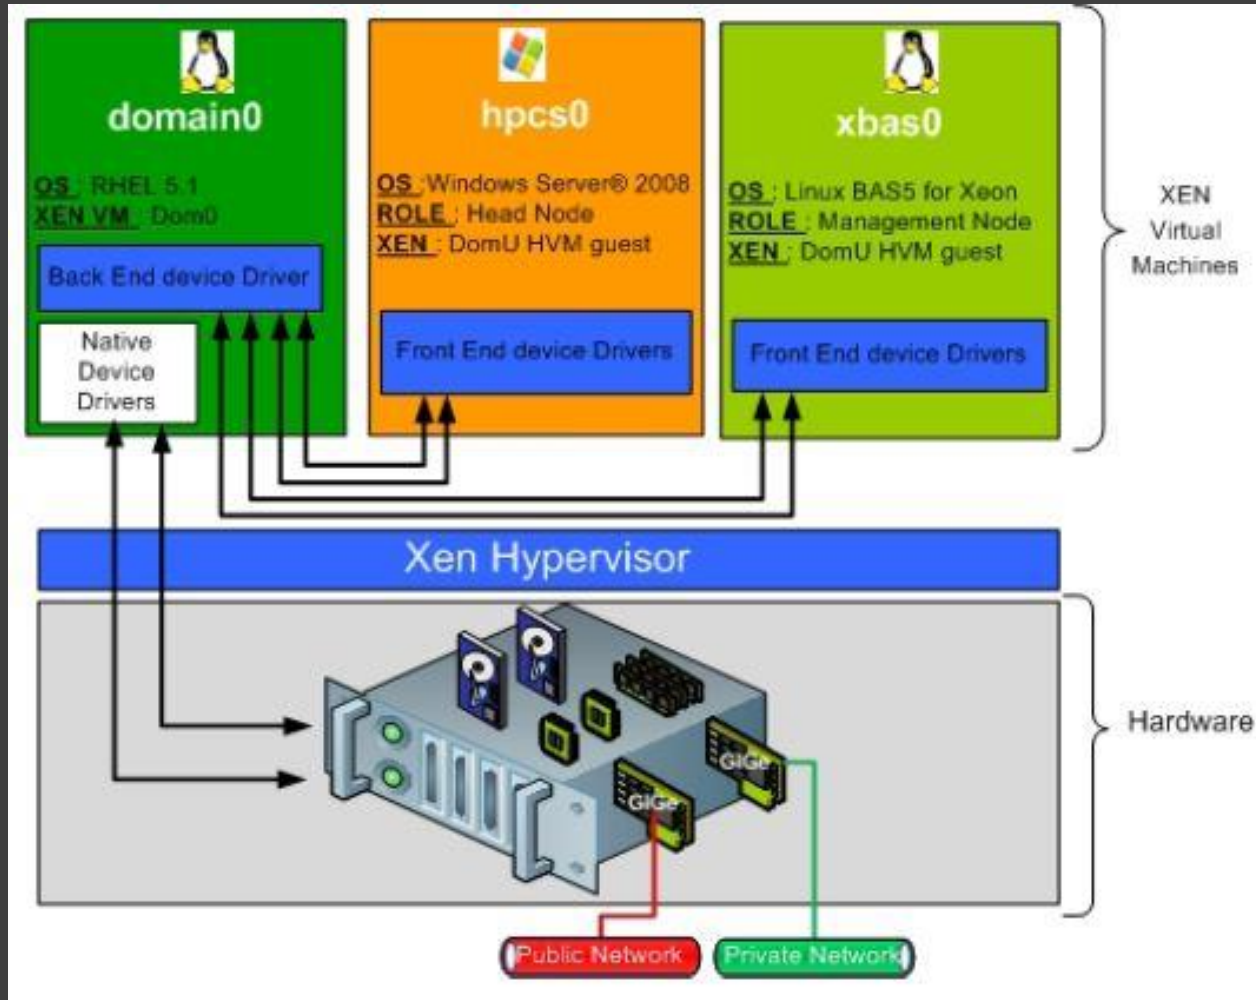 domain0
OS : RHEL 5.1
XEN VM : Dom0
Back End device Driver
Native
Device
Drivers
hpcs0
OS :Windows Server® 2008
ROLE : Head Node
XEN : DomU HVM guest
Front End device Drivers
xbas0
OS : Linux BAS5 for Xeon
ROLE : Management Node
XEN : DomU HVM guest
Front End device Drivers
XEN
Virtual
Machines
Xen Hypervisor
GiGe
GiGe
Hardware
Public Network
Private Network